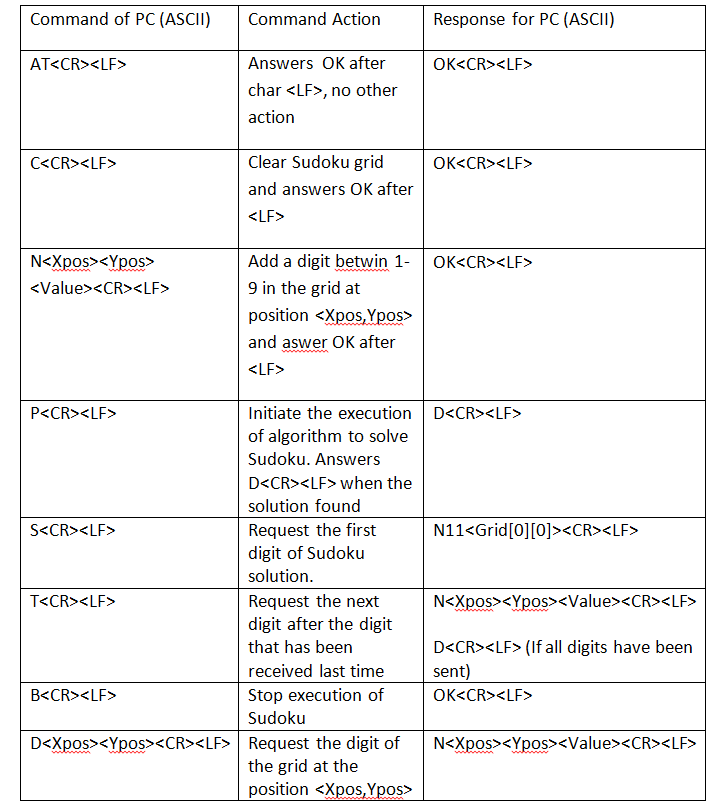 Command of PC (ASCII)
Command Action
Response for PC (ASCII)
AT<CR><LF>
Answers  OK after
char <LF>, no other
action
OK<CR><LF>
C<CR><LF>
Clear Sudoku grid
and answers OK after
<LF>
OK<CR><LF>
N<Xpos><Ypos>
<Value><CR><LF>
Add a digit betwin 1-
9 in the grid at
position <Xpos,Ypos>
and aswer OK after
<LF>
OK<CR><LF>
P<CR><LF>
Initiate the execution
of algorithm to solve
Sudoku. Answers
D<CR><LF> when the
solution found
D<CR><LF>
S<CR><LF>
Request the first
digit of Sudoku
solution.
N11<Grid[0][0]><CR><LF>
T<CR><LF>
Request the next
digit after the digit
that has been
received last time
N<Xpos><Ypos><Value><CR><LF>
D<CR><LF> (If all digits have been
sent)
B<CR><LF>
Stop execution of
Sudoku
OK<CR><LF>
D<Xpos><Ypos><CR><LF>
Request the digit of
the grid at the
position <Xpos,Ypos>
N<Xpos><Ypos><Value><CR><LF>